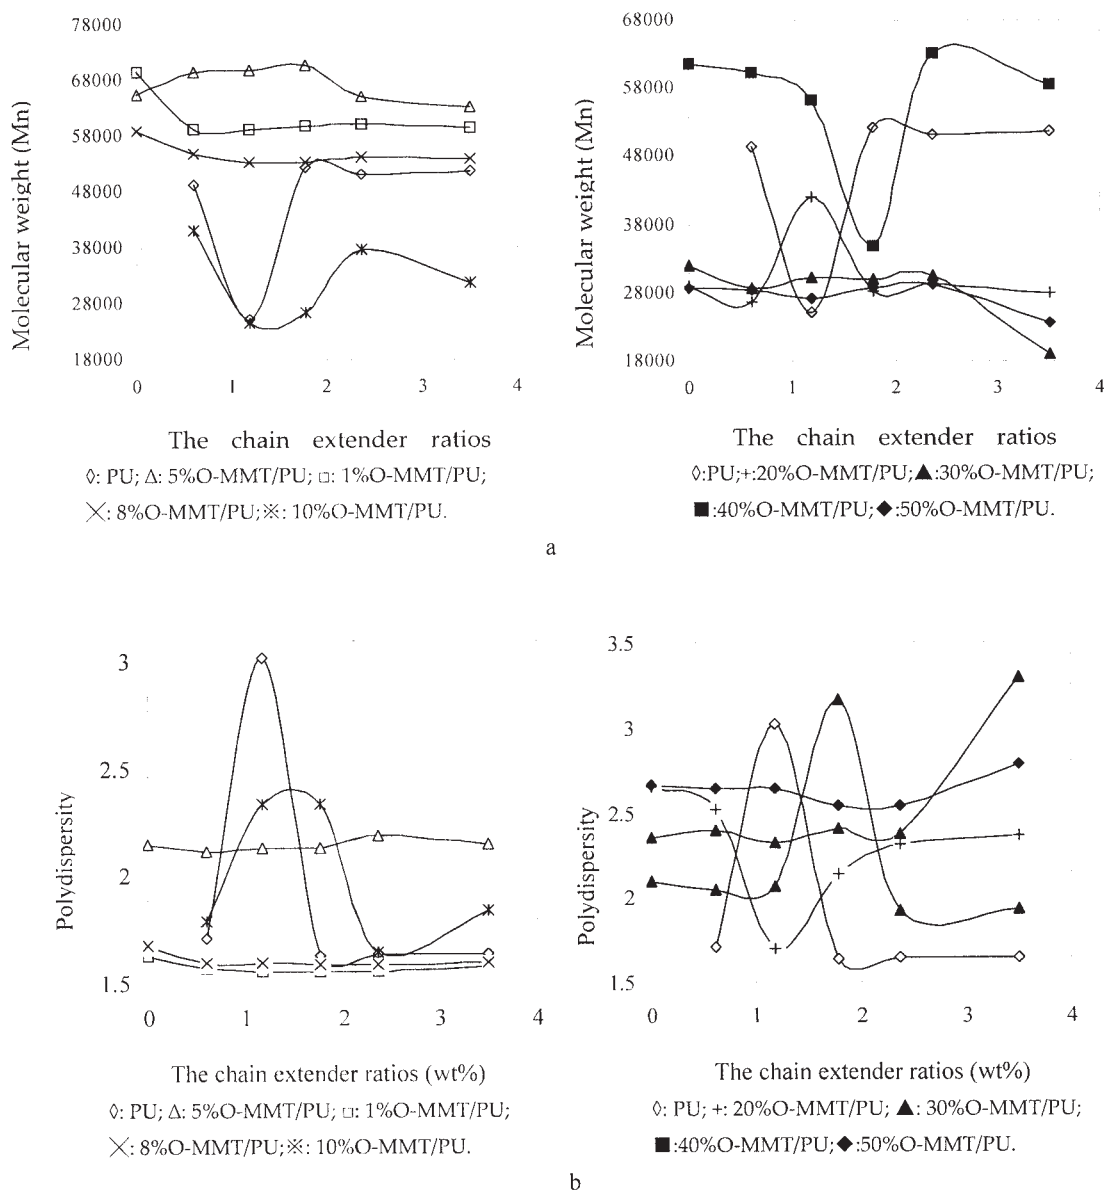 78000
68000
58000
48000
38000
28000
18000
Molecular weight (Mn)
0 1 2 3 4
The chain extender ratios
◊: PU; Δ: 5%O-MMT/PU; □: 1%O-MMT/PU;
×: 8%O-MMT/PU; ※: 10%O-MMT/PU.
68000
58000
48000
38000
28000
18000
Molecular weight (Mn)
0 1 2 3 4
The chain extender ratios
◊:PU;+:20%O-MMT/PU;▲:30%O-MMT/PU;
■:40%O-MMT/PU;◆:50%O-MMT/PU.
a
3
2.5
2
1.5
Polydispersity
0 1 2 3 4
The chain extender ratios (wt%)
◊: PU; Δ: 5%O-MMT/PU; □: 1%O-MMT/PU;
×: 8%O-MMT/PU;※: 10%O-MMT/PU.
3.5
3
2.5
2
1.5
Polydispersity
0 1 2 3 4
The chain extender ratios (wt%)
◊: PU; +: 20%O-MMT/PU; ▲: 30%O-MMT/PU;
■:40%O-MMT/PU;◆:50%O-MMT/PU.
b